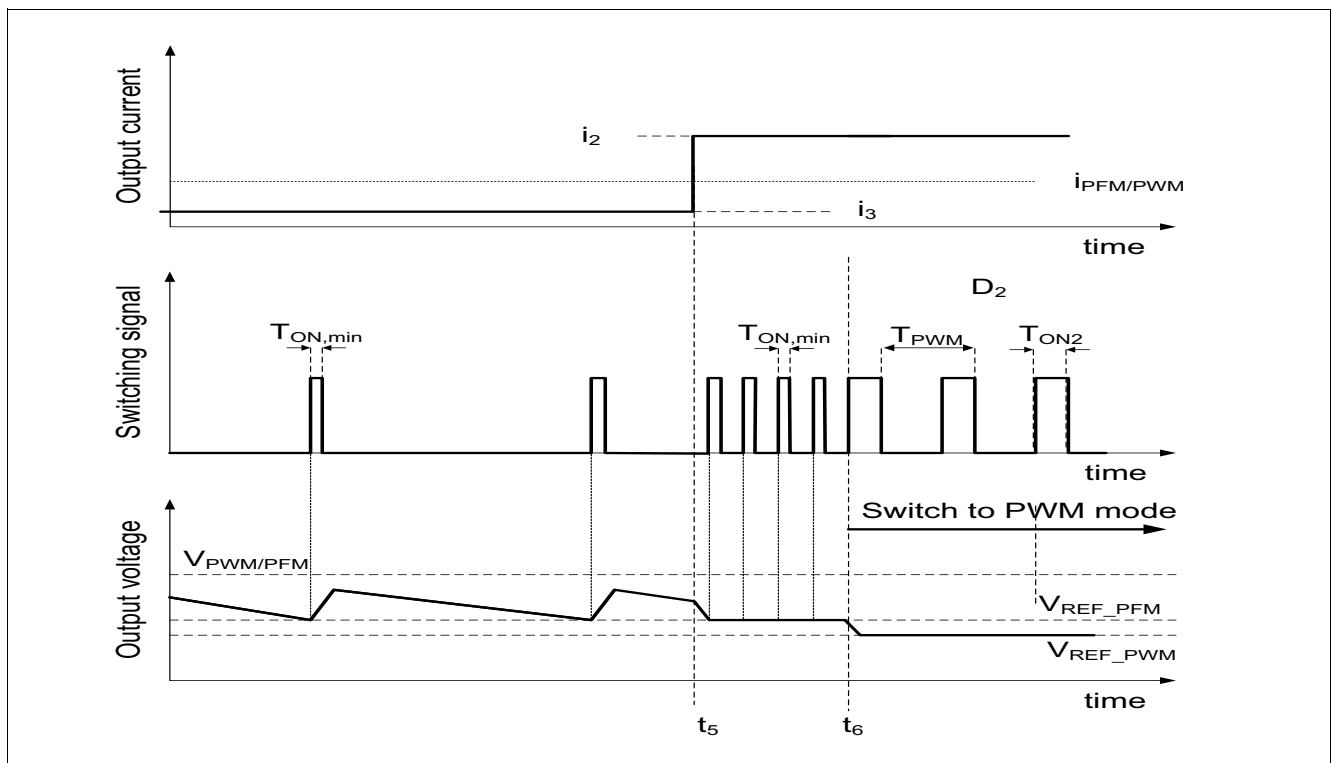 Output current
i2
iPFM/PWM
i3
time
Switching signal
D2
TON,min
TON,min
TPWM
TON2
time
Output voltage
Switch to PWM mode
VPWM/PFM
VREF_PFM
VREF_PWM
time
t5
t6